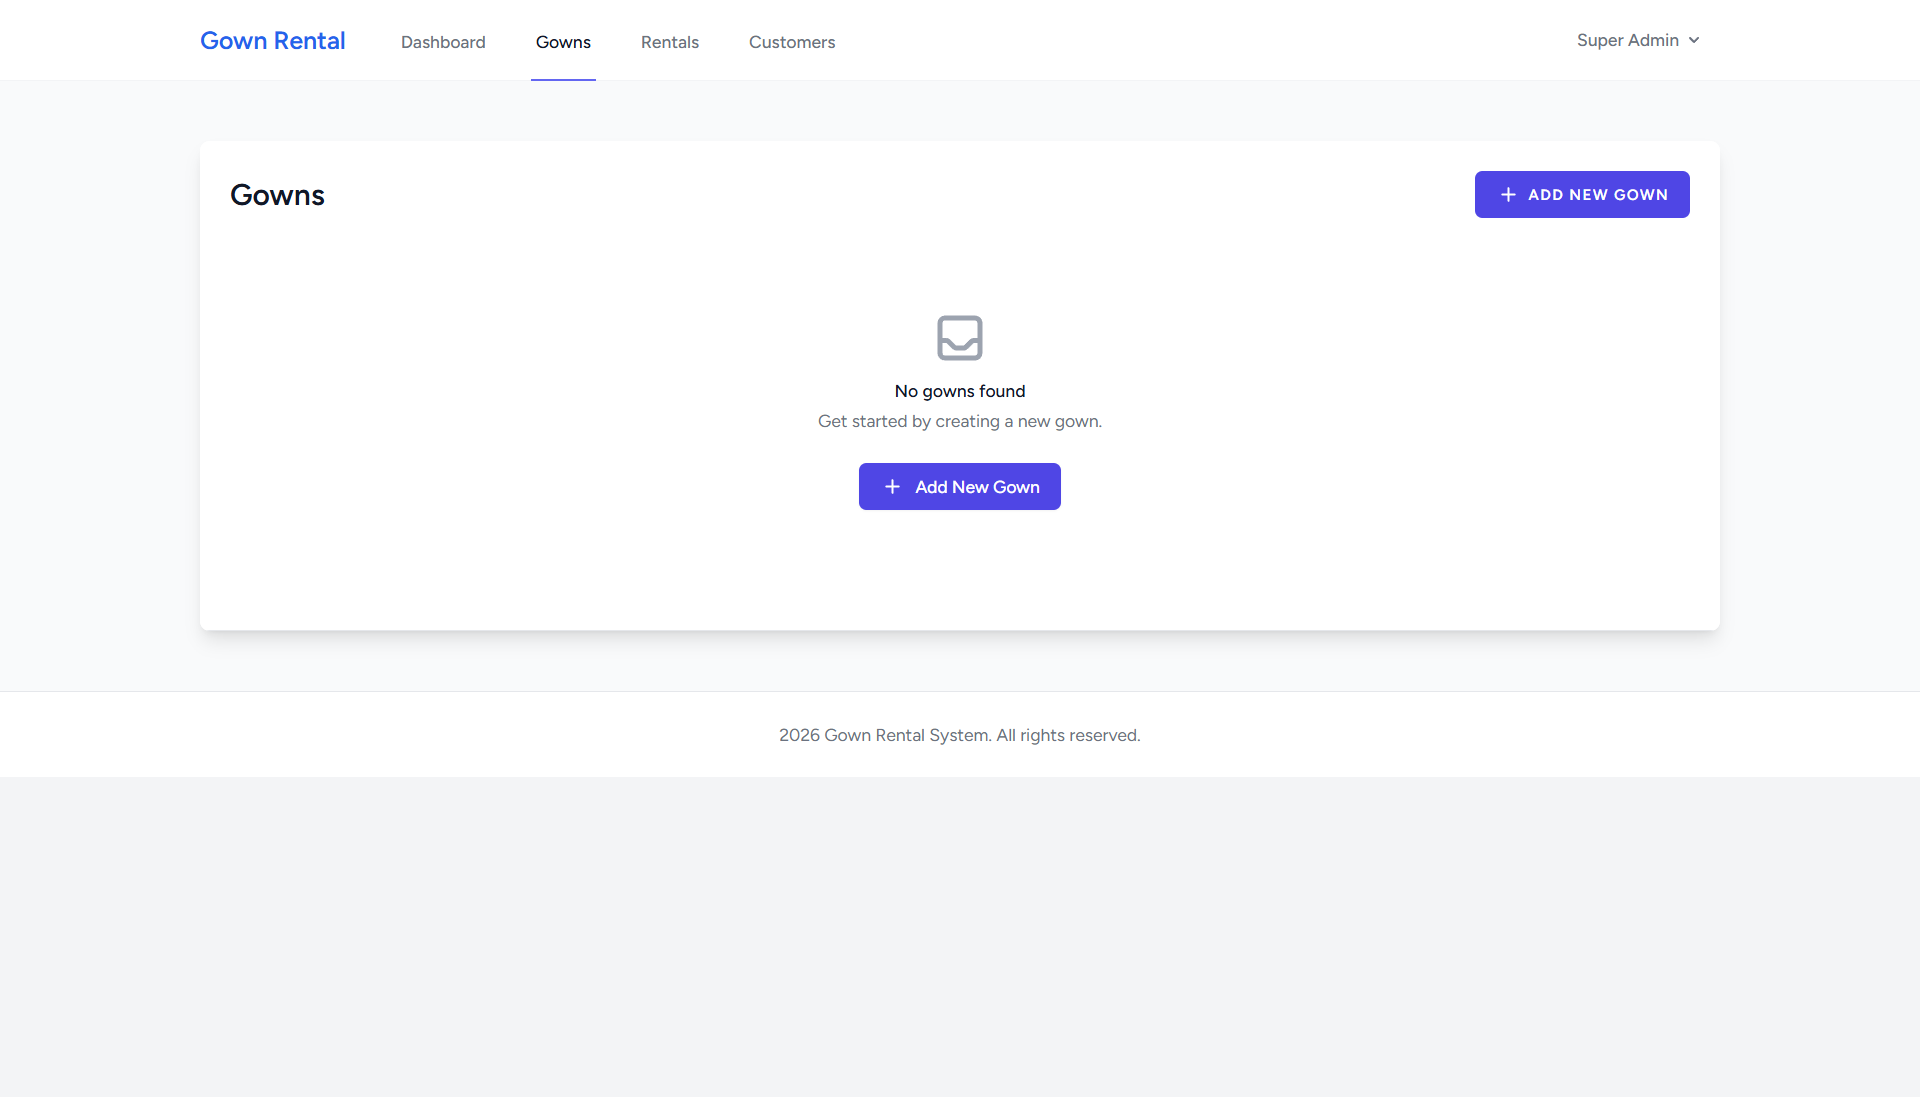 Gown Rental
Dashboard
Gowns
Rentals
Customers
Super Admin
Gowns
ADD NEW GOWN
No gowns found
Get started by creating a new gown.
Add New Gown
2026 Gown Rental System. All rights reserved.